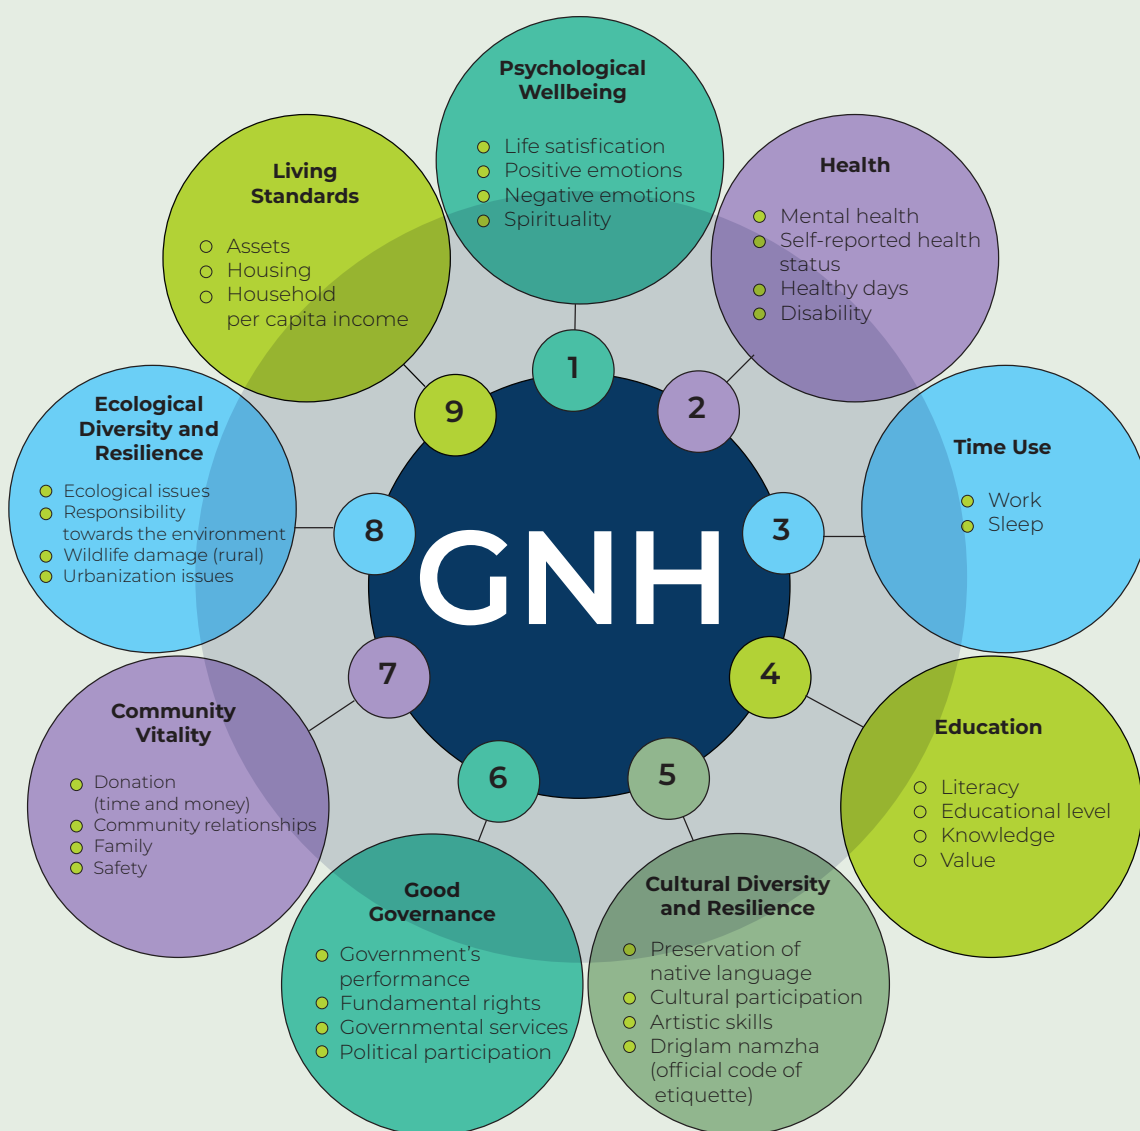 GNH
1
Psychological
Wellbeing
Life satisfication
Positive emotions
Negative emotions
Spirituality
2
Health
Mental health
Self-reported health
status
Healthy days
Disability
3
Time Use
Work
Sleep
4
Education
Literacy
Educational level
Knowledge
Value
5
Cultural Diversity
and Resilience
Preservation of
native language
Cultural participation
Artistic skills
Driglam namzha
(official code of
etiquette)
6
Good
Governance
Government's
performance
Fundamental rights
Governmental services
Political participation
7
Community
Vitality
Donation
(time and money)
Community relationships
Family
Safety
8
Ecological
Diversity and
Resilience
Ecological issues
Responsibility
towards the environment
Wildlife damage (rural)
Urbanization issues
9
Living
Standards
Assets
Housing
Household
per capita income